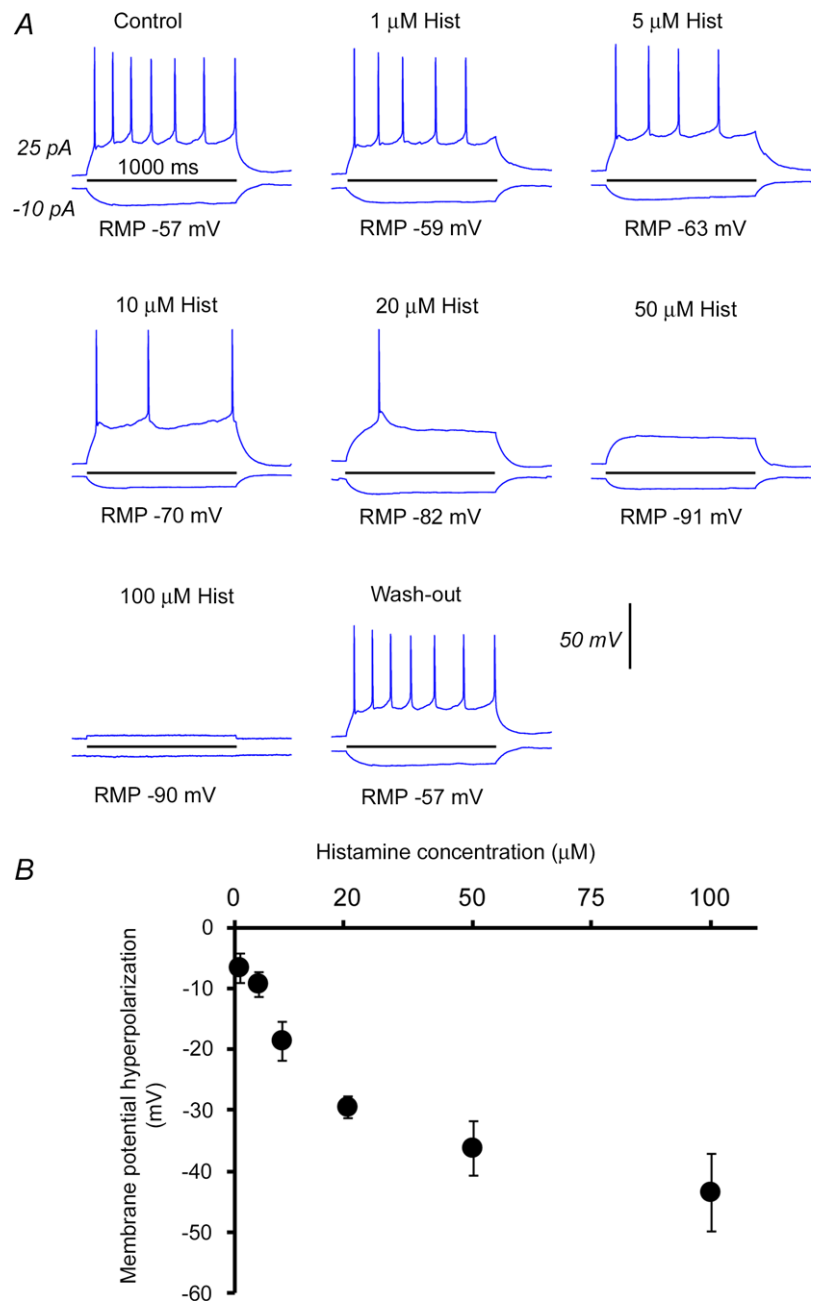 A
Control
1 μM Hist
5 μM Hist
25 pA
1000 ms
-10 pA
RMP -57 mV
RMP -59 mV
RMP -63 mV
10 μM Hist
20 μM Hist
50 μM Hist
RMP -70 mV
RMP -82 mV
RMP -91 mV
100 μM Hist
Wash-out
50 mV
RMP -90 mV
RMP -57 mV
B
Histamine concentration (μM)
0 20 50 75 100
Membrane potential hyperpolarization
(mV)
0
-10
-20
-30
-40
-50
-60